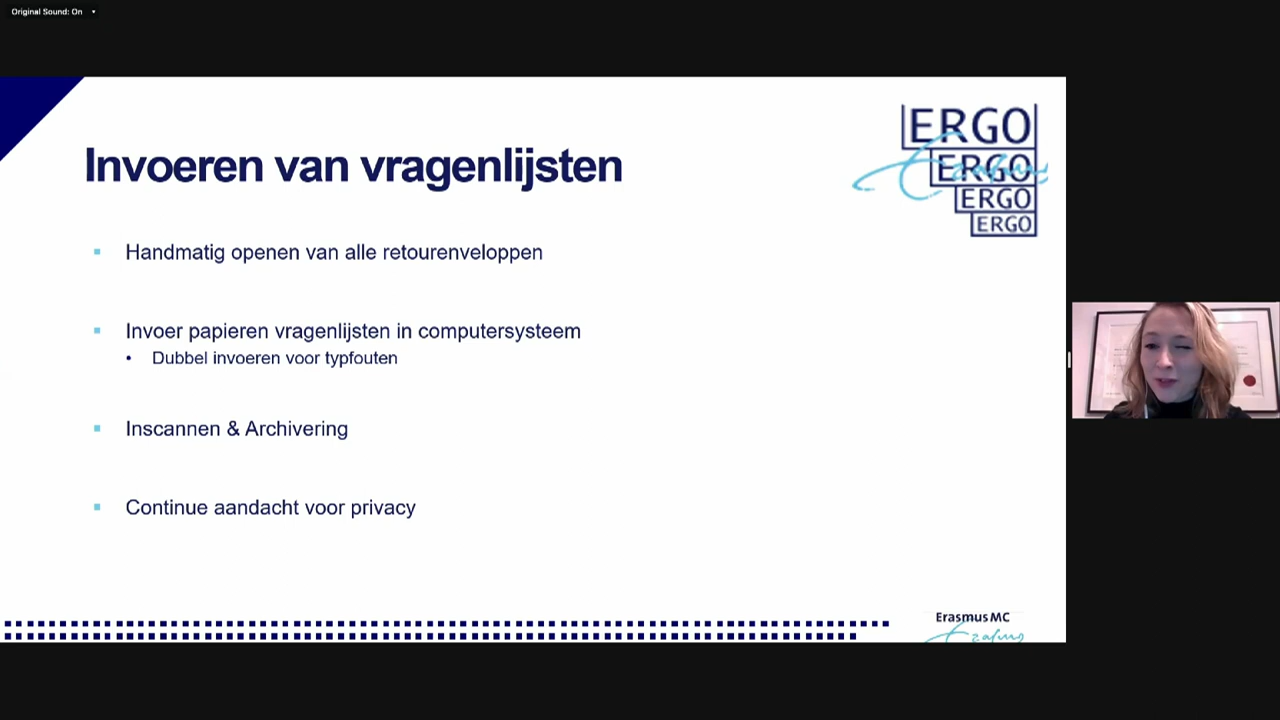 Original Sound: On
Invoeren van vragenlijsten
ERGO
ERGO
ERGO
ERGO
Handmatig openen van alle retourenveloppen
Invoer papieren vragenlijsten in computersysteem
Dubbel invoeren voor typfouten
Inscannen & Archivering
Continue aandacht voor privacy
Erasmus MC
Erasmus